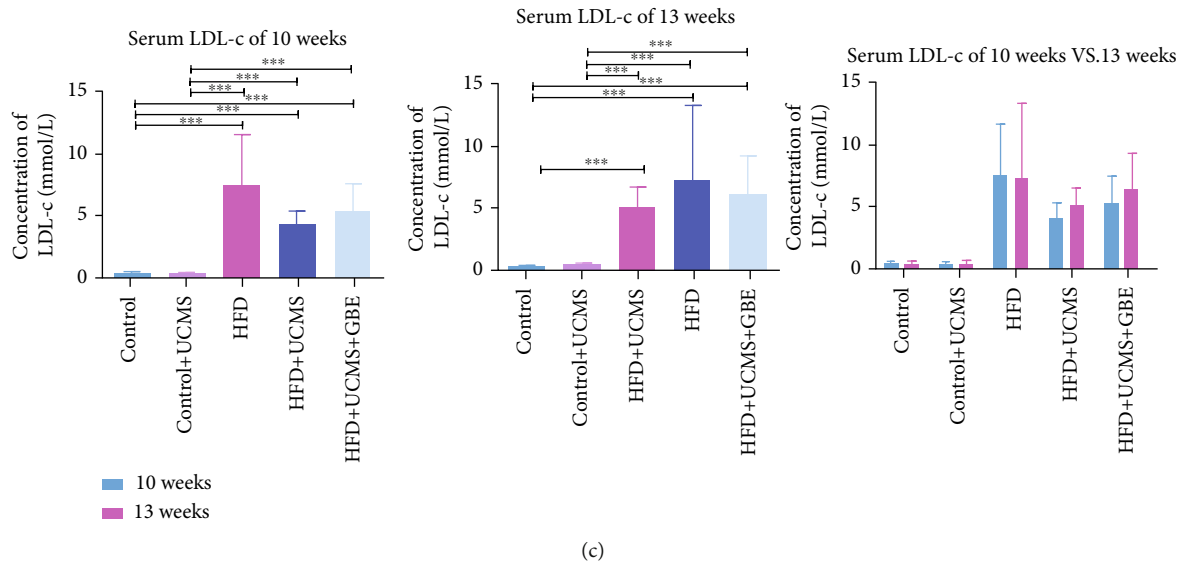 Serum LDL-c of 10 weeks
Concentration of
LDL-c (mmol/L)
15
10
5
0
***
***
***
***
***
***
Control
Control+UCMS
HFD
HFD+UCMS
HFD+UCMS+GBE
Serum LDL-c of 13 weeks
Concentration of
LDL-c (mmol/L)
15
10
5
0
***
***
***
***
***
***
Control
Control+UCMS
HFD+UCMS
HFD
HFD+UCMS+GBE
Serum LDL-c of 10 weeks VS.13 weeks
Concentration of
LDL-c (mmol/L)
15
10
5
0
Control
Control+UCMS
HFD
HFD+UCMS
HFD+UCMS+GBE
10 weeks
13 weeks
(c)